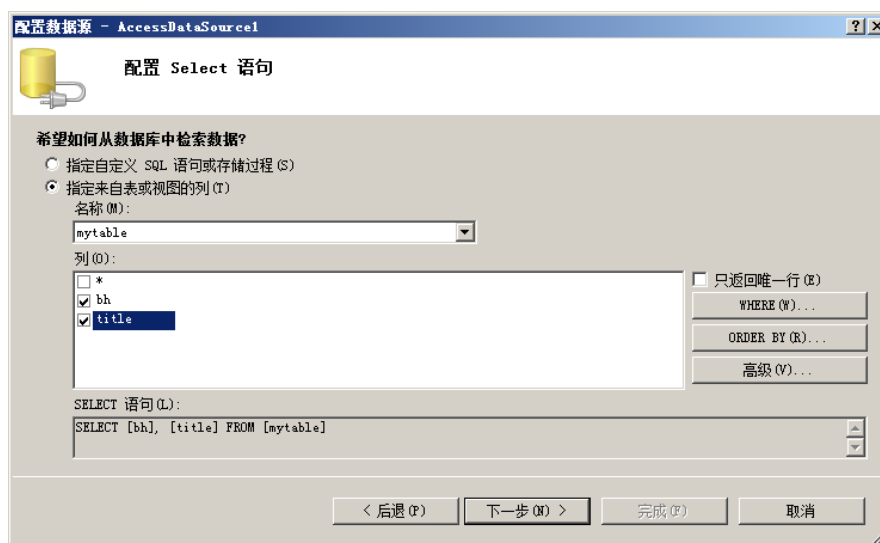 配置数据源 - AccessDataSource1
配置 Select 语句
希望如何从数据库中检索数据?
指定自定义 SQL 语句或存储过程(S)
指定来自表或视图的列(T)
名称(M):
mytable
列(O):
*
只返回唯一行(E)
bh
WHERE(W)...
title
ORDER BY(R)...
高级(V)...
SELECT 语句(L):
SELECT [bh], [title] FROM [mytable]
< 后退(P)
下一步(N) >
完成(F)
取消